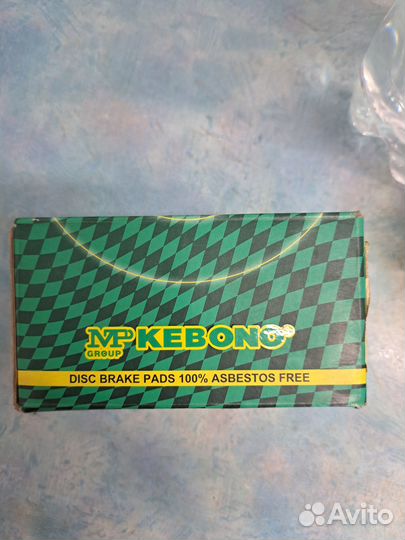 MP KEBONO
GROUP
DISC BRAKE PADS 100% ASBESTOS FREE
Avito